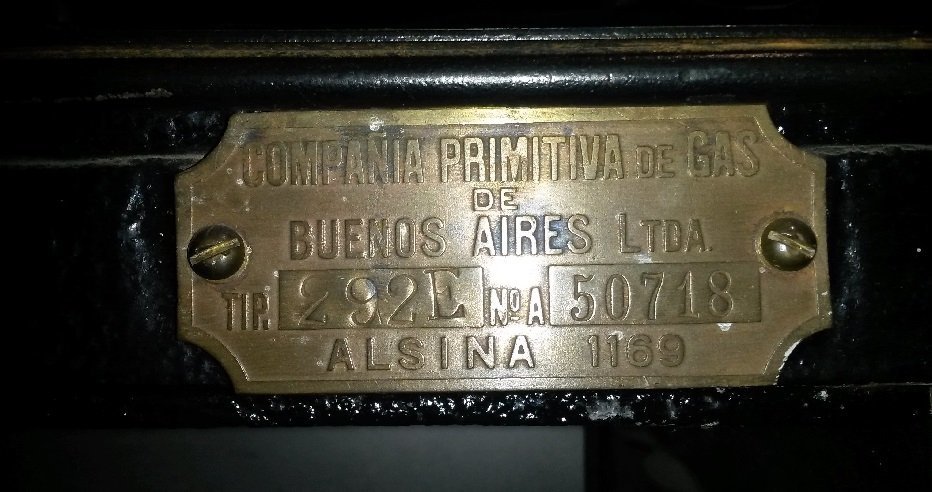 COMPAÑIA PRIMITIVA DE GAS
DE
BUENOS AIRES LTDA.
TIP. 292E Nº A 50718
ALSINA 1169